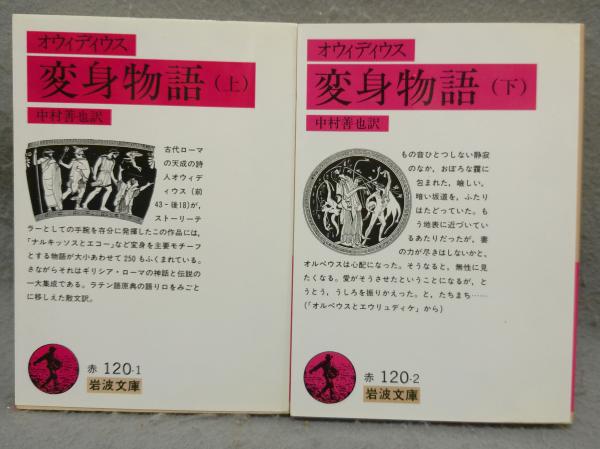 オウィディウス
変身物語（上）
中村善也訳
古代ローマ
の天成の詩
人オウィデ
ィウス（前
43－後18)が，
ストーリーテ
ラーとしての手腕を存分に発揮したこの作品には，
「ナルキッソスとエコー」など変身を主要モチーフ
とする物語が大小あわせて250もふくまれている。
さながらそれはギリシア・ローマの神話と伝説の
一大集成である。ラテン語原典の語り口をみごと
に移しえた散文訳。
赤 120-1
岩波文庫
オウィディウス
変身物語（下）
中村善也訳
もの音ひとつしない静寂
のなか，おぼろな靄に
包まれた，嶮しい，
暗い坂道を，ふたり
はたどっていた。も
う地表に近づいてい
るあたりだったが，妻
の力が尽きはしないかと，
オルペウスは心配になった。そうなると，無性に見
たくなる。愛がそうさせたということになるが，と
うとう，うしろを振りかえった。と，たちまち……
（「オルペウスとエウリュディケ」から）
赤 120-2
岩波文庫